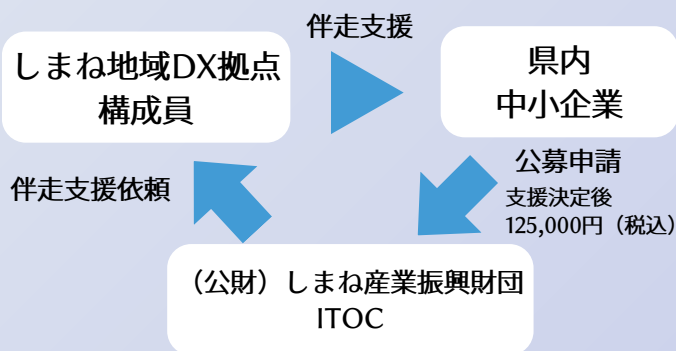 伴走支援
しまね地域DX拠点
構成員
県内
中小企業
伴走支援依頼
公募申請
支援決定後
125,000円（税込）
（公財）しまね産業振興財団
ITOC